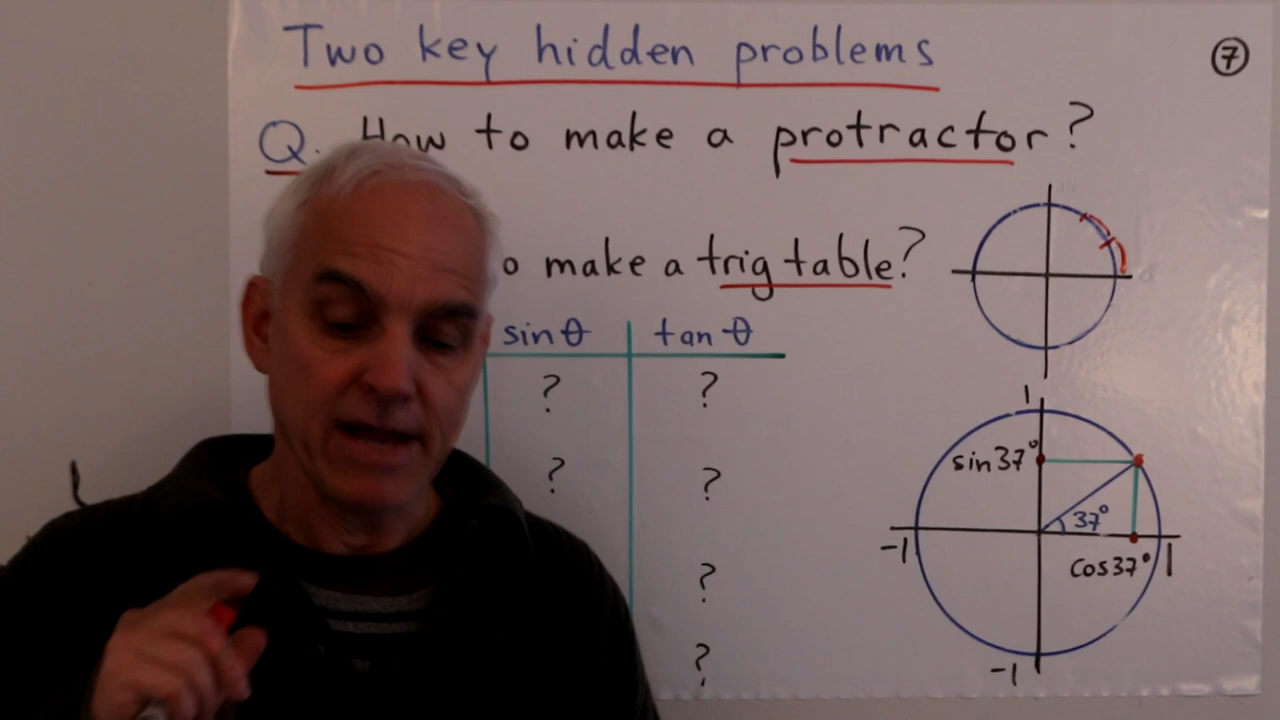 Two key hidden problems
⑦
Q. How to make a protractor?
make a trig table?
sin θ tan θ
? ?
? ?
?
?
1
sin 37°
37°
-1
cos 37° 1
-1